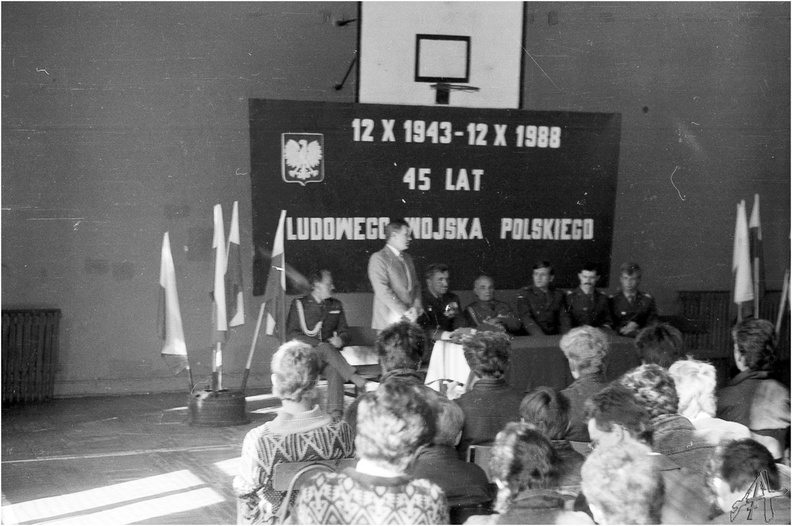 12 X 1943-12 X 1988
45 LAT
LUDOWEGO WOJSKA POLSKIEGO